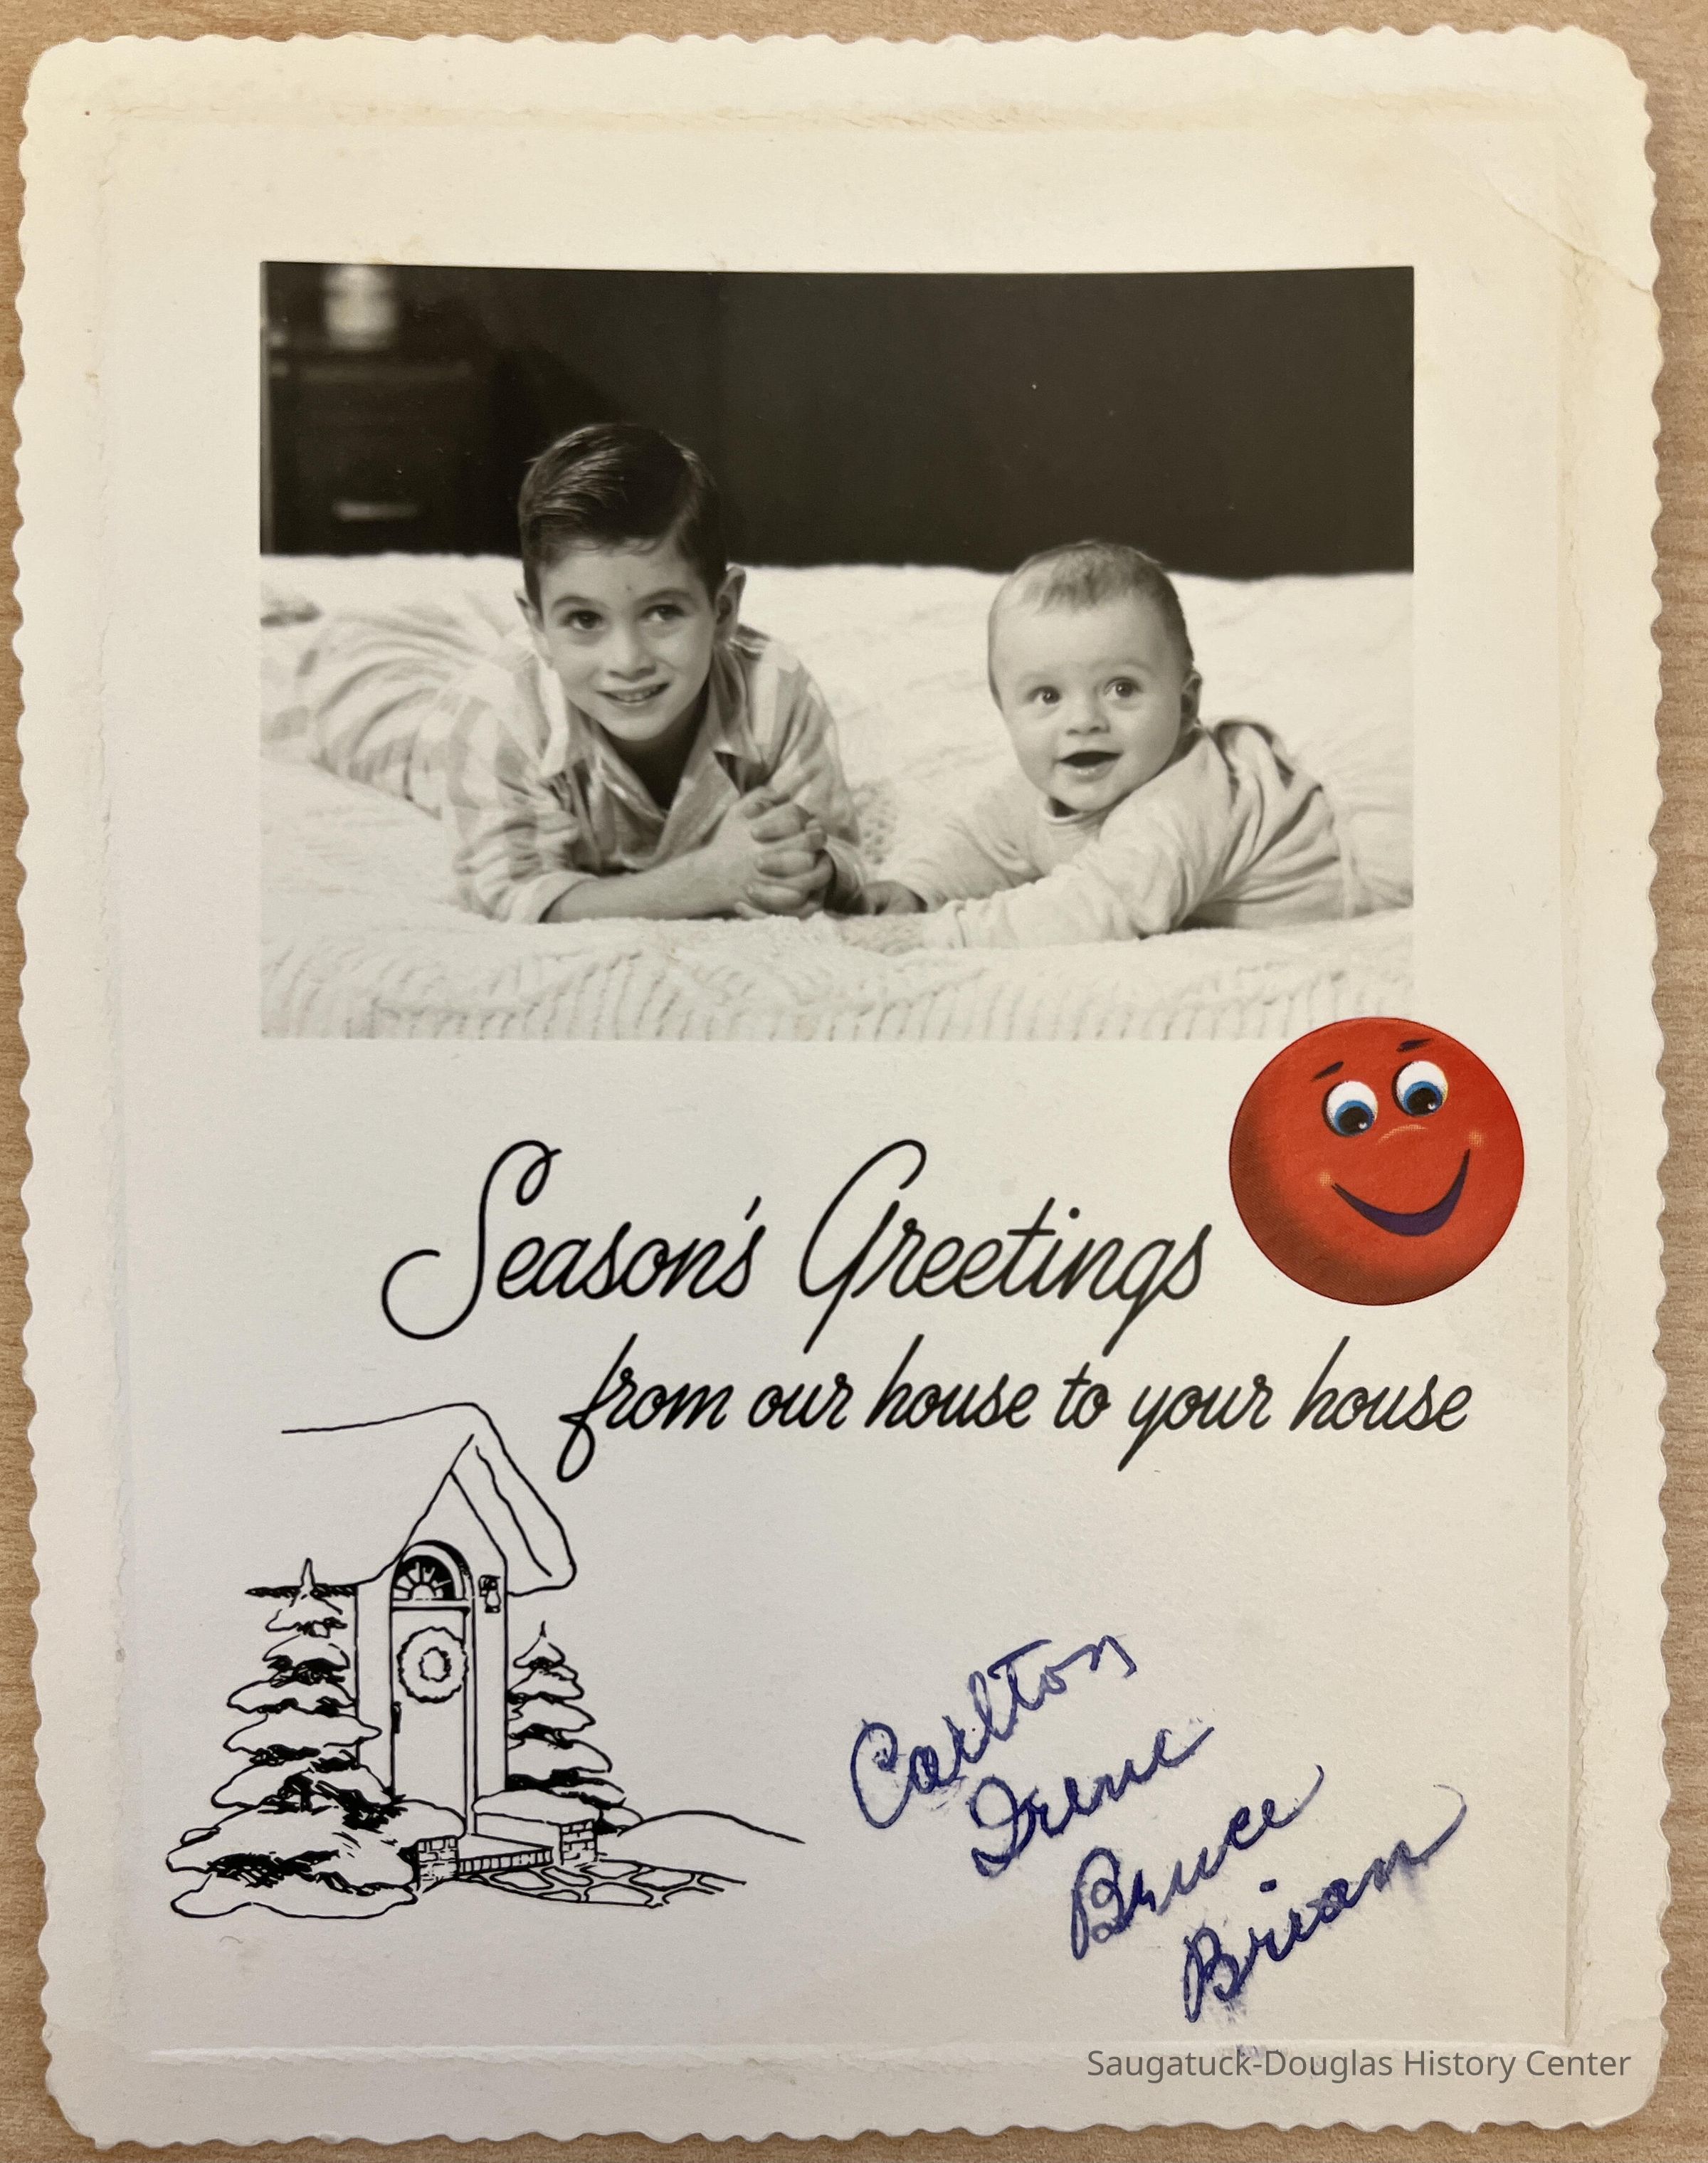 Season's Greetings
from our house to your house
Carlton
Irene
Bruce
Brian
Saugatuck-Douglas History Center